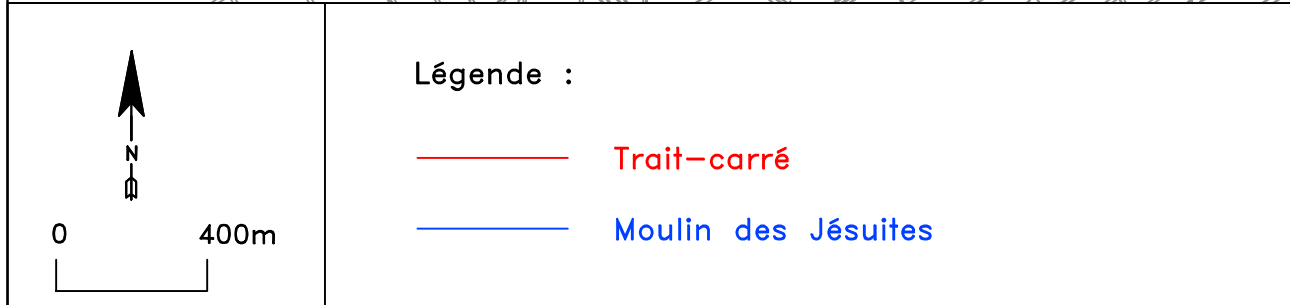 N
0 400m
Légende :
Trait-carré
Moulin des Jésuites